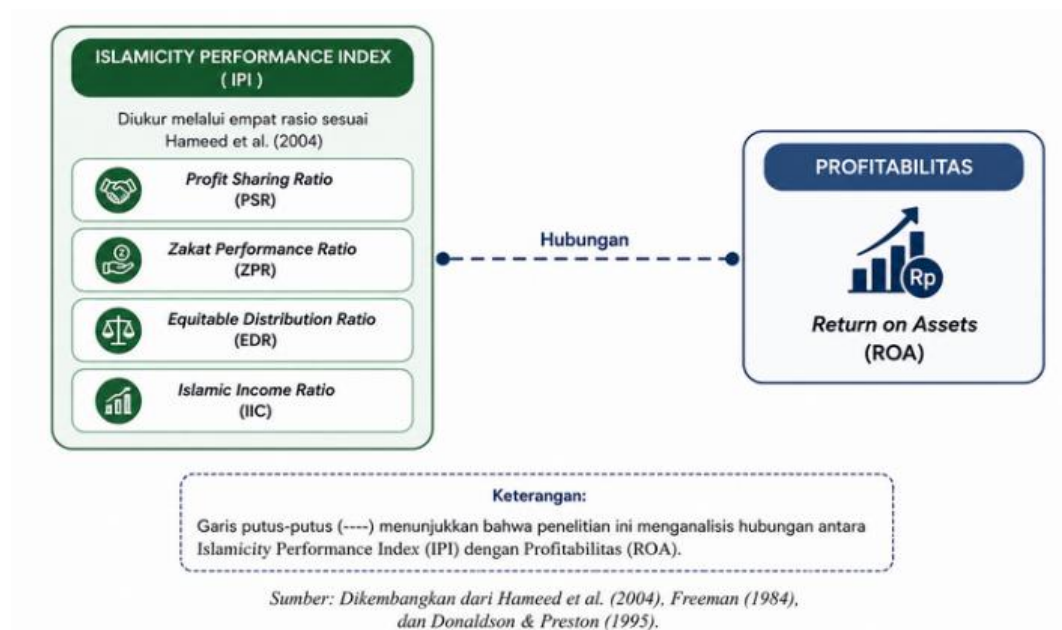 ISLAMICITY PERFORMANCE INDEX
( IPI )
Diukur melalui empat rasio sesuai
Hameed et al. (2004)
Profit Sharing Ratio
(PSR)
Zakat Performance Ratio
(ZPR)
Equitable Distribution Ratio
(EDR)
Islamic Income Ratio
(IIC)
Hubungan
PROFITABILITAS
Rp
Return on Assets
(ROA)
Keterangan:
Garis putus-putus (----) menunjukkan bahwa penelitian ini menganalisis hubungan antara
Islamicity Performance Index (IPI) dengan Profitabilitas (ROA).
Sumber: Dikembangkan dari Hameed et al. (2004), Freeman (1984),
dan Donaldson & Preston (1995).